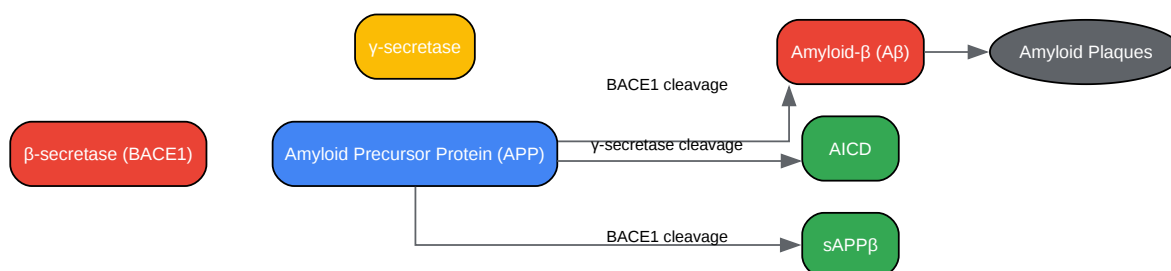 γ-secretase
Amyloid-β (Aβ)
Amyloid Plaques
BACE1 cleavage
β-secretase (BACE1)
Amyloid Precursor Protein (APP)
γ-secretase cleavage
AICD
BACE1 cleavage
sAPPβ